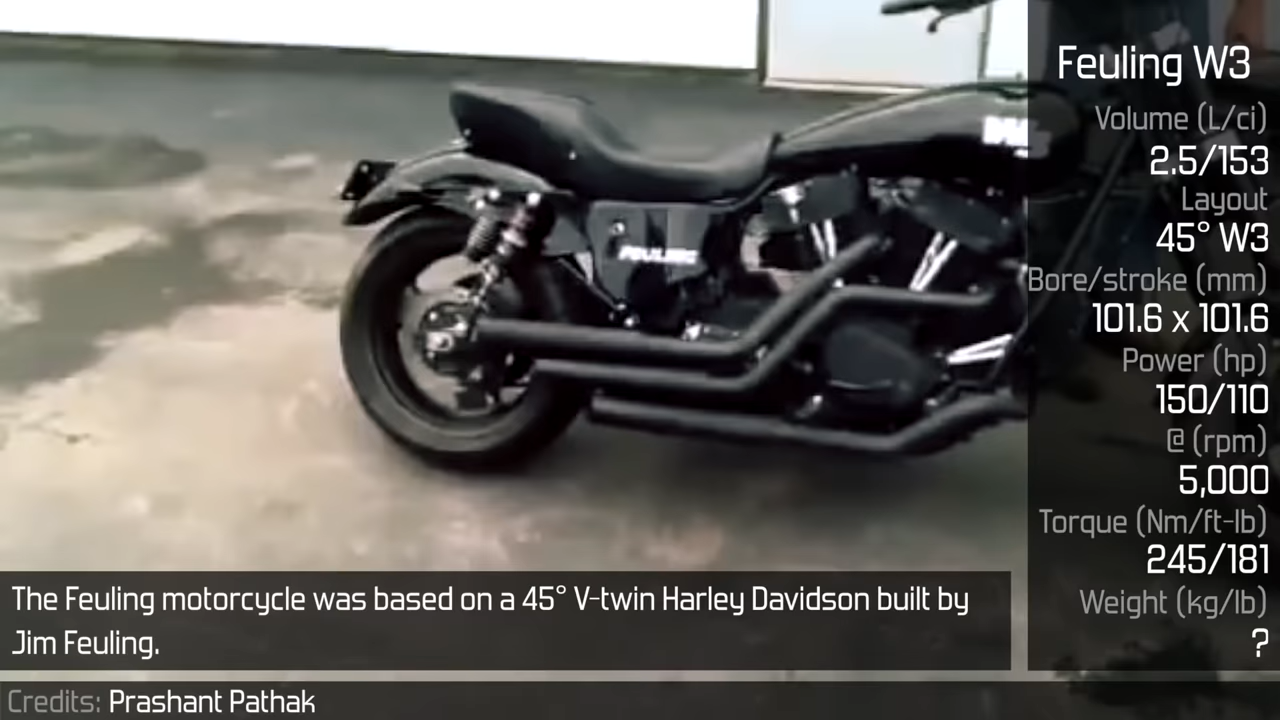 Feuling W3
Volume (L/ci)
2.5/153
Layout
45° W3
Bore/stroke (mm)
101.6 x 101.6
Power (hp)
150/110
@ (rpm)
5,000
Torque (Nm/ft-lb)
245/181
Weight (kg/lb)
?
FEULING
W3
The Feuling motorcycle was based on a 45° V-twin Harley Davidson built by
Jim Feuling.
Credits: Prashant Pathak